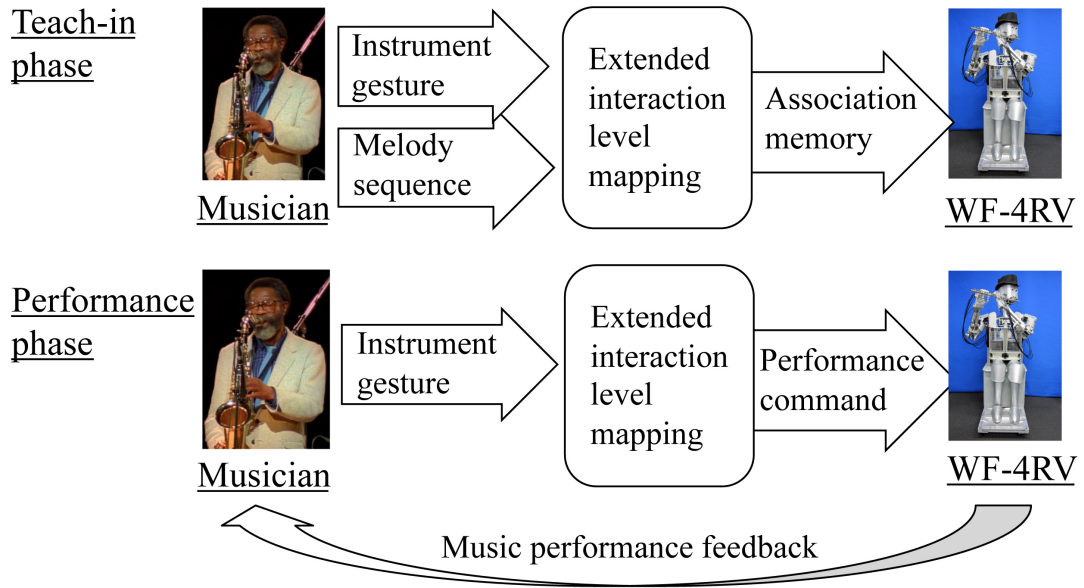 Teach-in
phase
Instrument
gesture
Melody
sequence
Extended
interaction
level
mapping
Association
memory
Musician
WF-4RV
Performance
phase
Instrument
gesture
Extended
interaction
level
mapping
Performance
command
Musician
WF-4RV
Music performance feedback